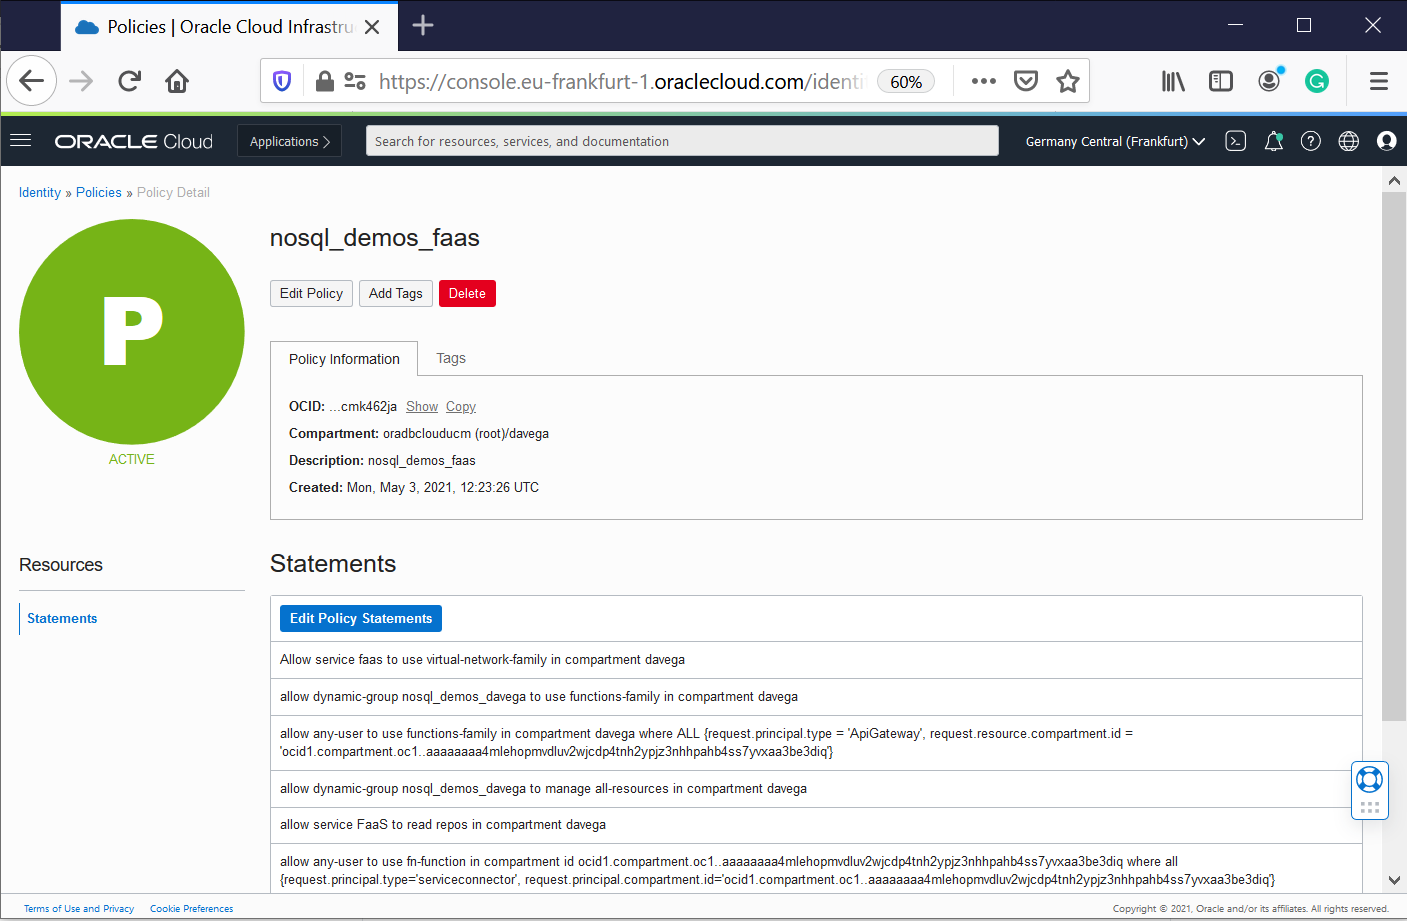 Policies | Oracle Cloud Infrastru
https://console.eu-frankfurt-1.oraclecloud.com/identi
60%
ORACLE Cloud
Applications
Search for resources, services, and documentation
Germany Central (Frankfurt)
Identity » Policies » Policy Detail
P
ACTIVE
nosql_demos_faas
Edit Policy
Add Tags
Delete
Policy Information
Tags
OCID: ...cmk462ja Show Copy
Compartment: oradbclouducm (root)/davega
Description: nosql_demos_faas
Created: Mon, May 3, 2021, 12:23:26 UTC
Resources
Statements
Statements
Edit Policy Statements
Allow service faas to use virtual-network-family in compartment davega
allow dynamic-group nosql_demos_davega to use functions-family in compartment davega
allow any-user to use functions-family in compartment davega where ALL {request.principal.type = 'ApiGateway', request.resource.compartment.id =
'ocid1.compartment.oc1..aaaaaaaa4mlehopmvdluv2wjcdp4tnh2ypjz3nhhpahb4ss7yvxaa3be3diq'}
allow dynamic-group nosql_demos_davega to manage all-resources in compartment davega
allow service FaaS to read repos in compartment davega
allow any-user to use fn-function in compartment id ocid1.compartment.oc1..aaaaaaaa4mlehopmvdluv2wjcdp4tnh2ypjz3nhhpahb4ss7yvxaa3be3diq where all
{request.principal.type='serviceconnector', request.principal.compartment.id='ocid1.compartment.oc1..aaaaaaaa4mlehopmvdluv2wjcdp4tnh2ypjz3nhhpahb4ss7yvxaa3be3diq'}
Terms of Use and Privacy
Cookie Preferences
Copyright © 2021, Oracle and/or its affiliates. All rights reserved.